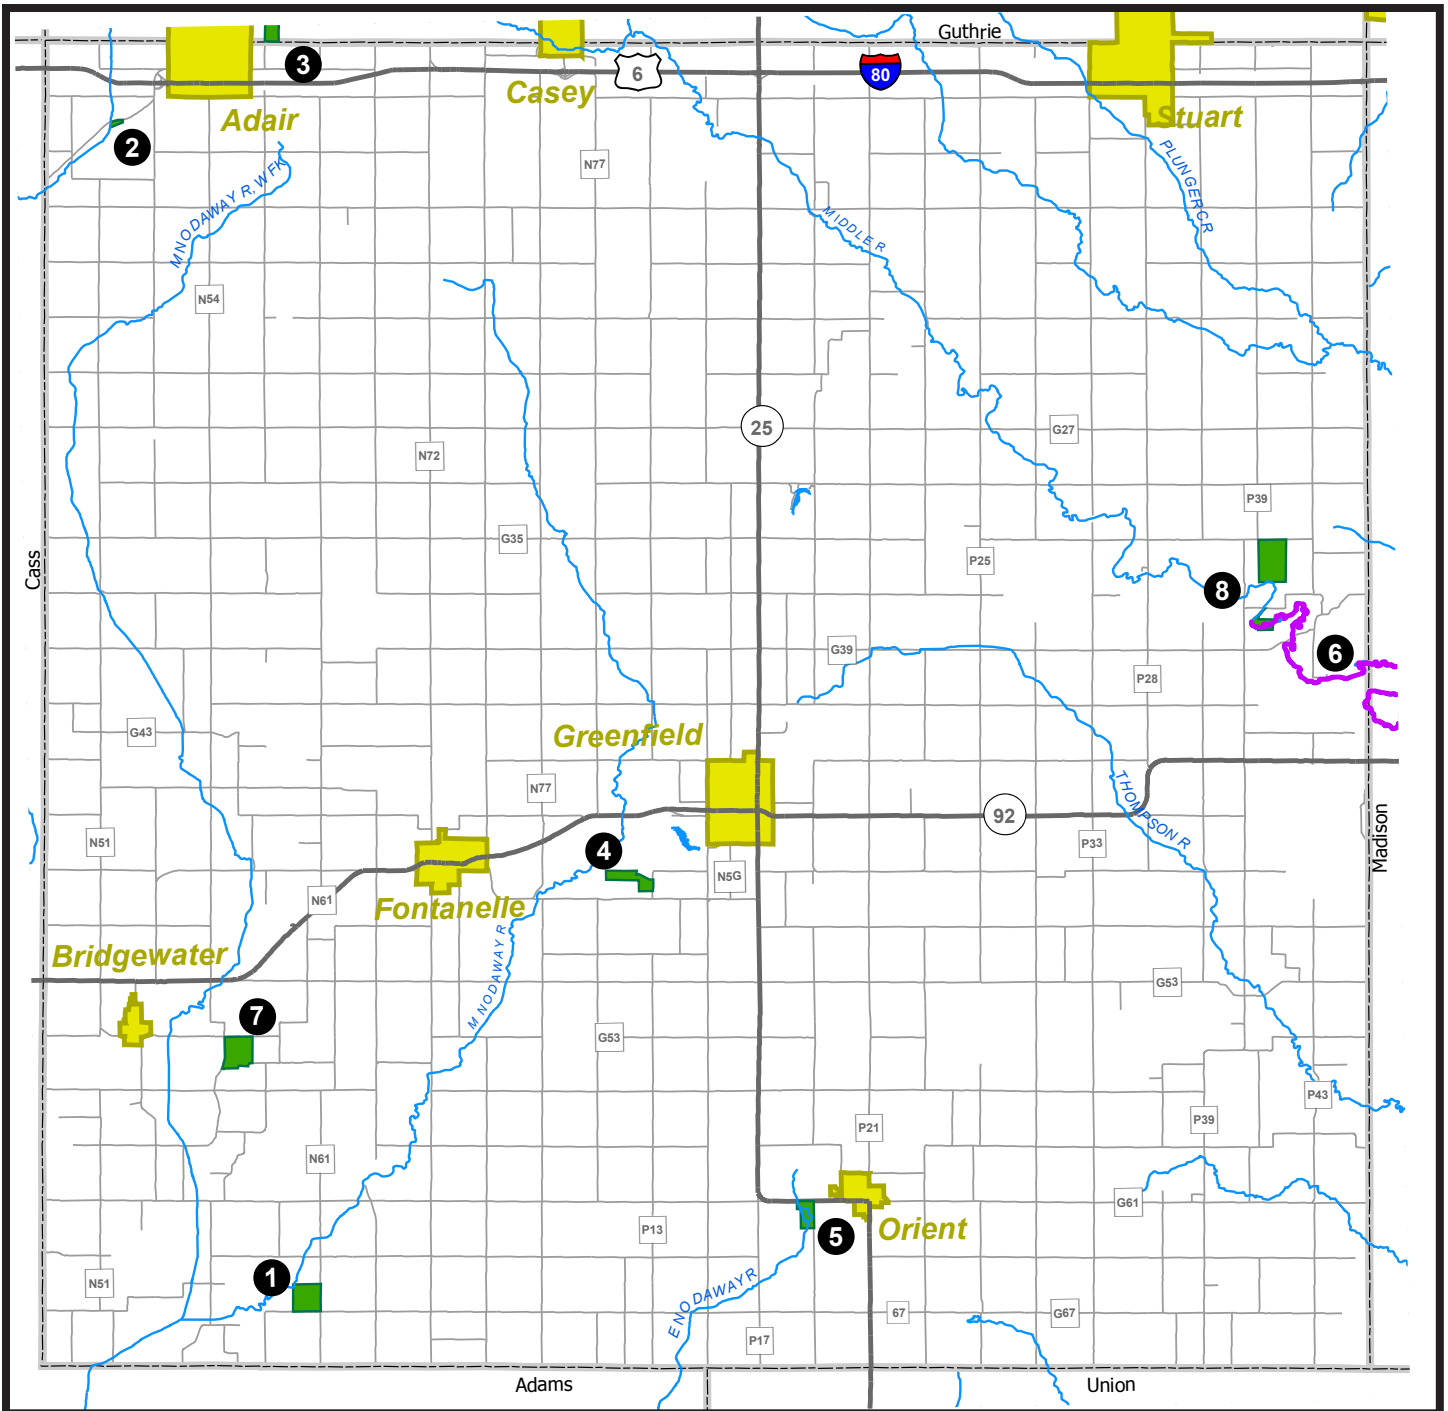 Guthrie
3
6
80
Casey
Adair
Stuart
2
N77
PLUNGER CR
M NODAWAY R, W FK
MIDDLE R
N54
25
G27
N72
P39
G35
P25
Cass
8
G39
6
P28
G43
Greenfield
N77
THOMPSON R
92
Madison
N51
4
P33
N5G
N61
Fontanelle
Bridgewater
M NODAWAY R
G53
7
G53
P43
P39
P21
N61
G61
P13
Orient
5
1
N51
E NODAWAY R
67
G67
P17
Adams
Union